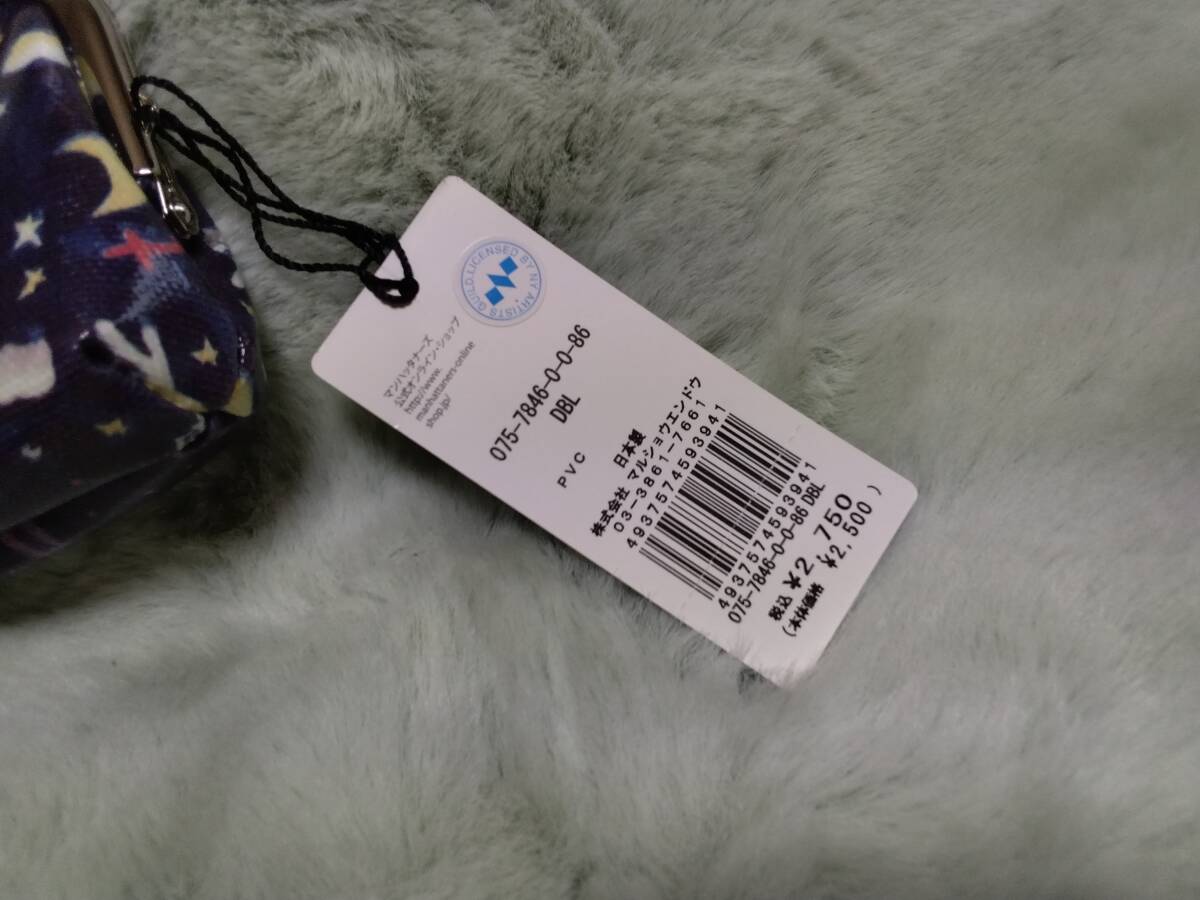 GUILD.LICENSED BY NY ARTISTS
マンハッタナーズ
公式オンライン・ショップ
http://www.
manhattaners-online
shop.jp/
075-7846-0-0-86
DBL
PVC
日本製
株式会社 マルショウエンドウ
03-3861-7661
4937574593941
4937574593941
075-7846-0-0-86 DBL
税込 ¥2,750
(本体価格 ¥2,500 )